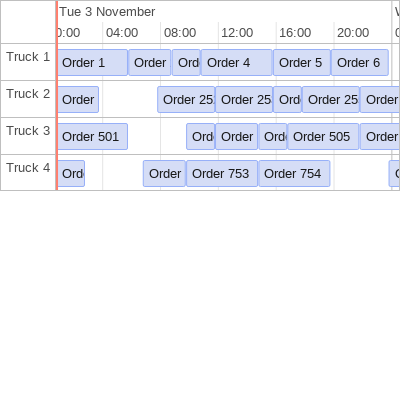 Tue 3 November W
0:00 04:00 08:00 12:00 16:00 20:00 0
Truck 1 Order 1 Order Ord Order 4 Order 5 Order 6
Truck 2 Order Order 25 Order 25 Ord Order 25 Order
Truck 3 Order 501 Ord Order Ord Order 505 Order
Truck 4 Ord Order Order 753 Order 754